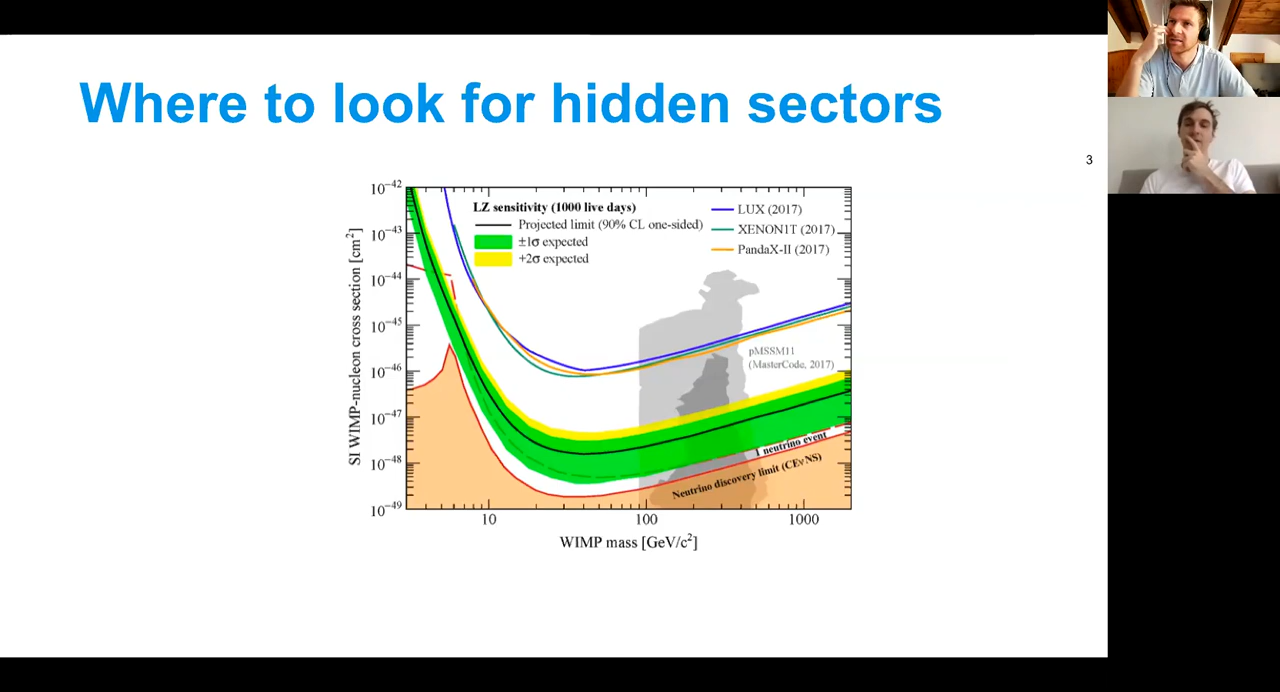 Where to look for hidden sectors
3
LZ sensitivity (1000 live days)
Projected limit (90% CL one-sided)
±1σ expected
+2σ expected
LUX (2017)
XENON1T (2017)
PandaX-II (2017)
pMSSM11
(MasterCode, 2017)
1 neutrino event
Neutrino discovery limit (CEνNS)
SI WIMP-nucleon cross section [cm²]
10⁻⁴²
10⁻⁴³
10⁻⁴⁴
10⁻⁴⁵
10⁻⁴⁶
10⁻⁴⁷
10⁻⁴⁸
10⁻⁴⁹
10 100 1000
WIMP mass [GeV/c²]